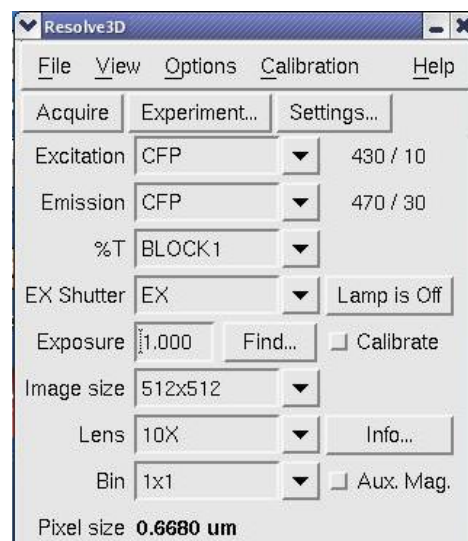 Resolve3D
File View Options Calibration Help
Acquire Experiment... Settings...
Excitation CFP 430 / 10
Emission CFP 470 / 30
%T BLOCK1
EX Shutter EX Lamp is Off
Exposure 1.000 Find... Calibrate
Image size 512x512
Lens 10X Info...
Bin 1x1 Aux. Mag.
Pixel size 0.6680 um